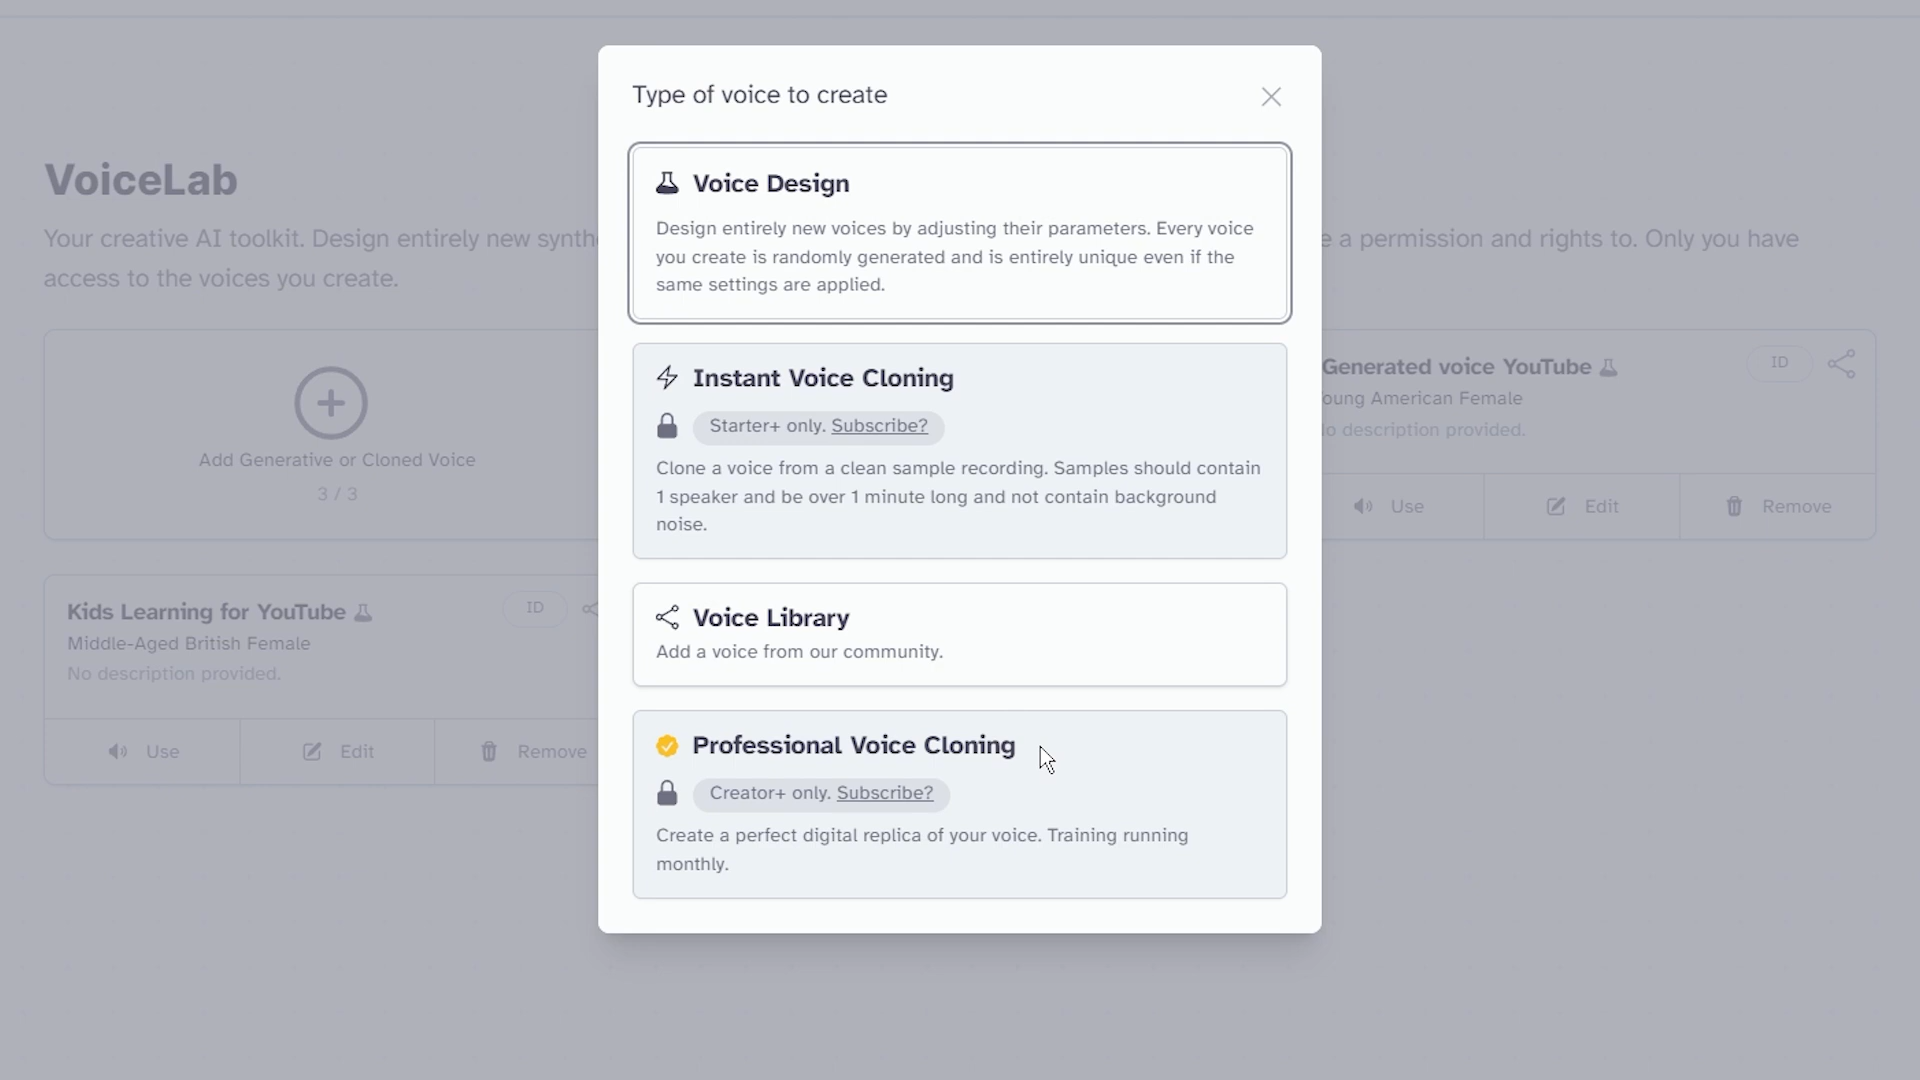 Type of voice to create
Voice Design
Design entirely new voices by adjusting their parameters. Every voice
you create is randomly generated and is entirely unique even if the
same settings are applied.
Instant Voice Cloning
Starter+ only. Subscribe?
Clone a voice from a clean sample recording. Samples should contain
1 speaker and be over 1 minute long and not contain background
noise.
Voice Library
Add a voice from our community.
Professional Voice Cloning
Creator+ only. Subscribe?
Create a perfect digital replica of your voice. Training running
monthly.
VoiceLab
Your creative AI toolkit. Design entirely new
a permission and rights to. Only you have
access to the voices you create.
Add Generative or Cloned Voice
3 / 3
Generated voice YouTube
ID
American Female
description provided.
Use
Edit
Remove
Kids Learning for YouTube
ID
Middle-Aged British Female
No description provided.
Use
Edit
Remove